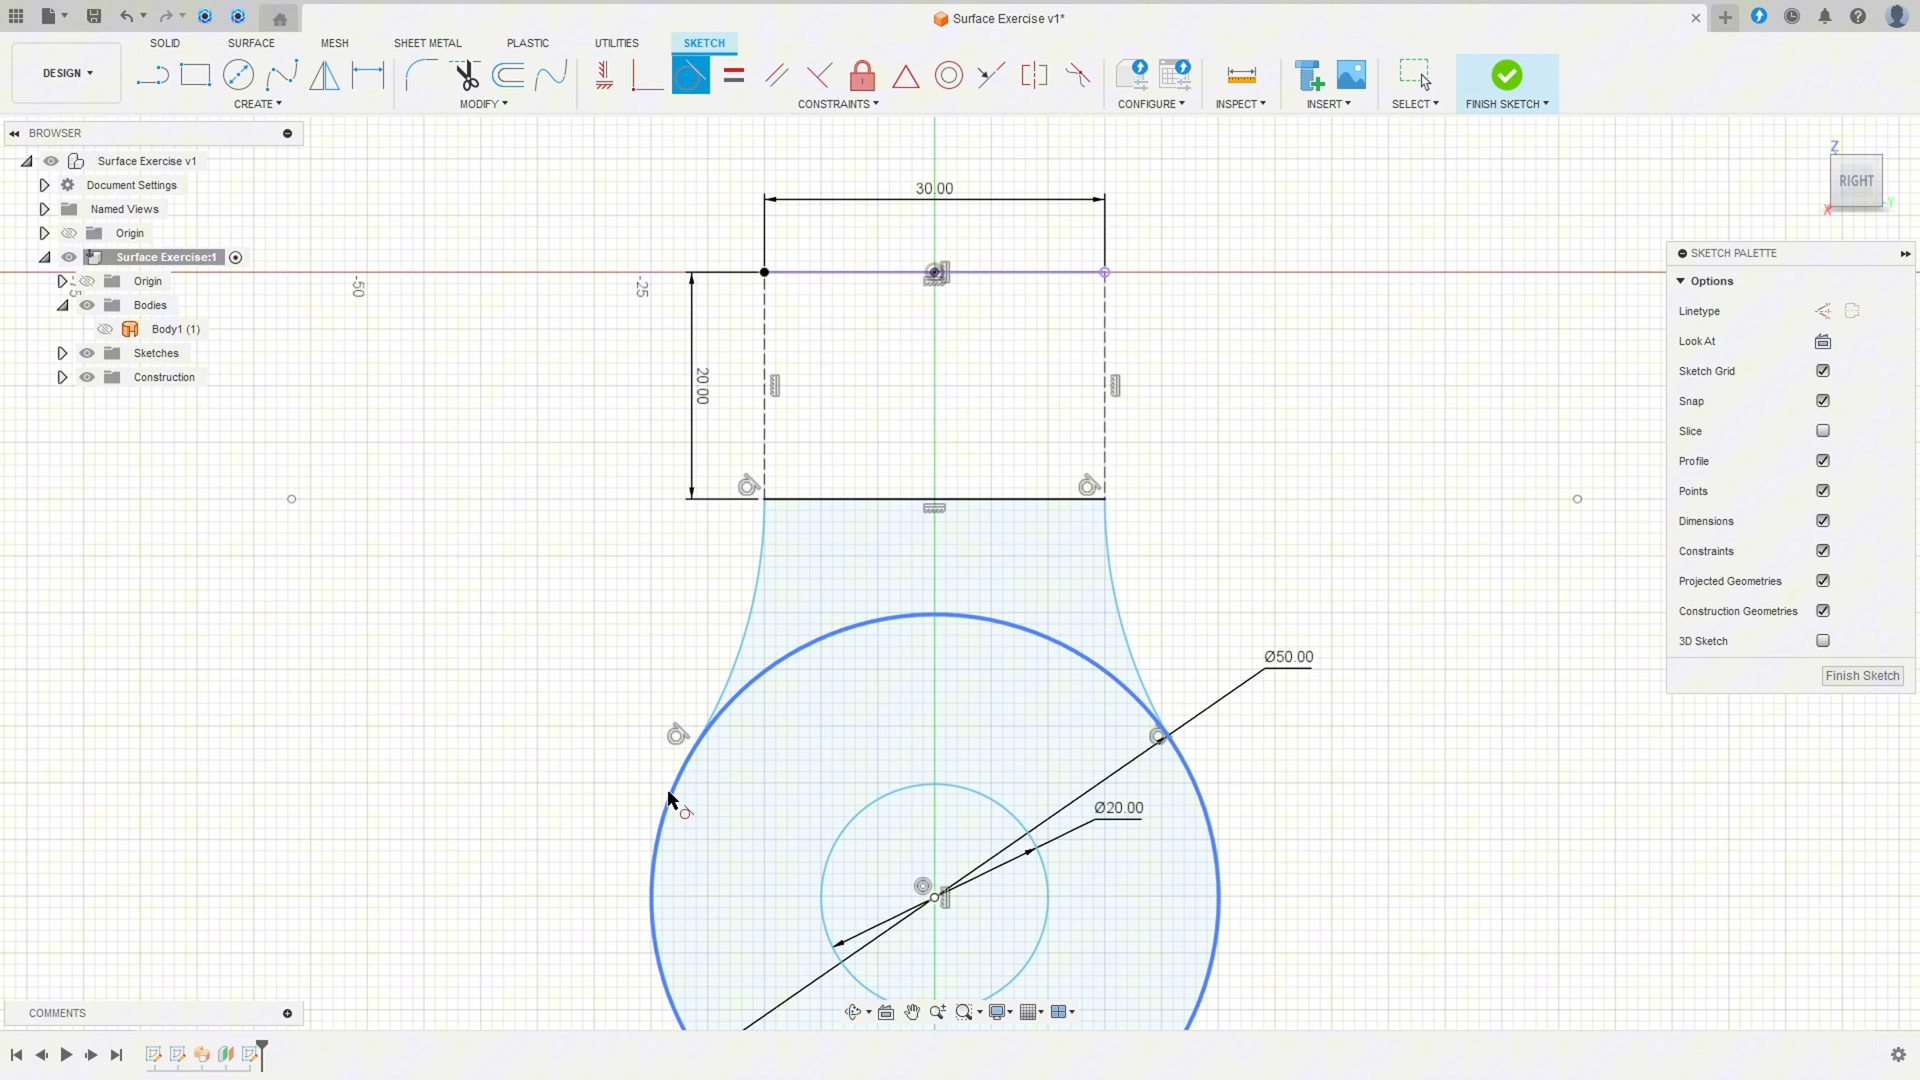 Surface Exercise v1*
SOLID
SURFACE
MESH
SHEET METAL
PLASTIC
UTILITIES
SKETCH
DESIGN
CREATE
MODIFY
CONSTRAINTS
CONFIGURE
INSPECT
INSERT
SELECT
FINISH SKETCH
BROWSER
Surface Exercise v1
Document Settings
Named Views
Origin
Surface Exercise:1
Origin
Bodies
Body1 (1)
Sketches
Construction
30.00
-50
-25
20.00
Ø50.00
Ø20.00
Z
RIGHT
X
Y
SKETCH PALETTE
Options
Linetype
Look At
Sketch Grid
Snap
Slice
Profile
Points
Dimensions
Constraints
Projected Geometries
Construction Geometries
3D Sketch
Finish Sketch
COMMENTS